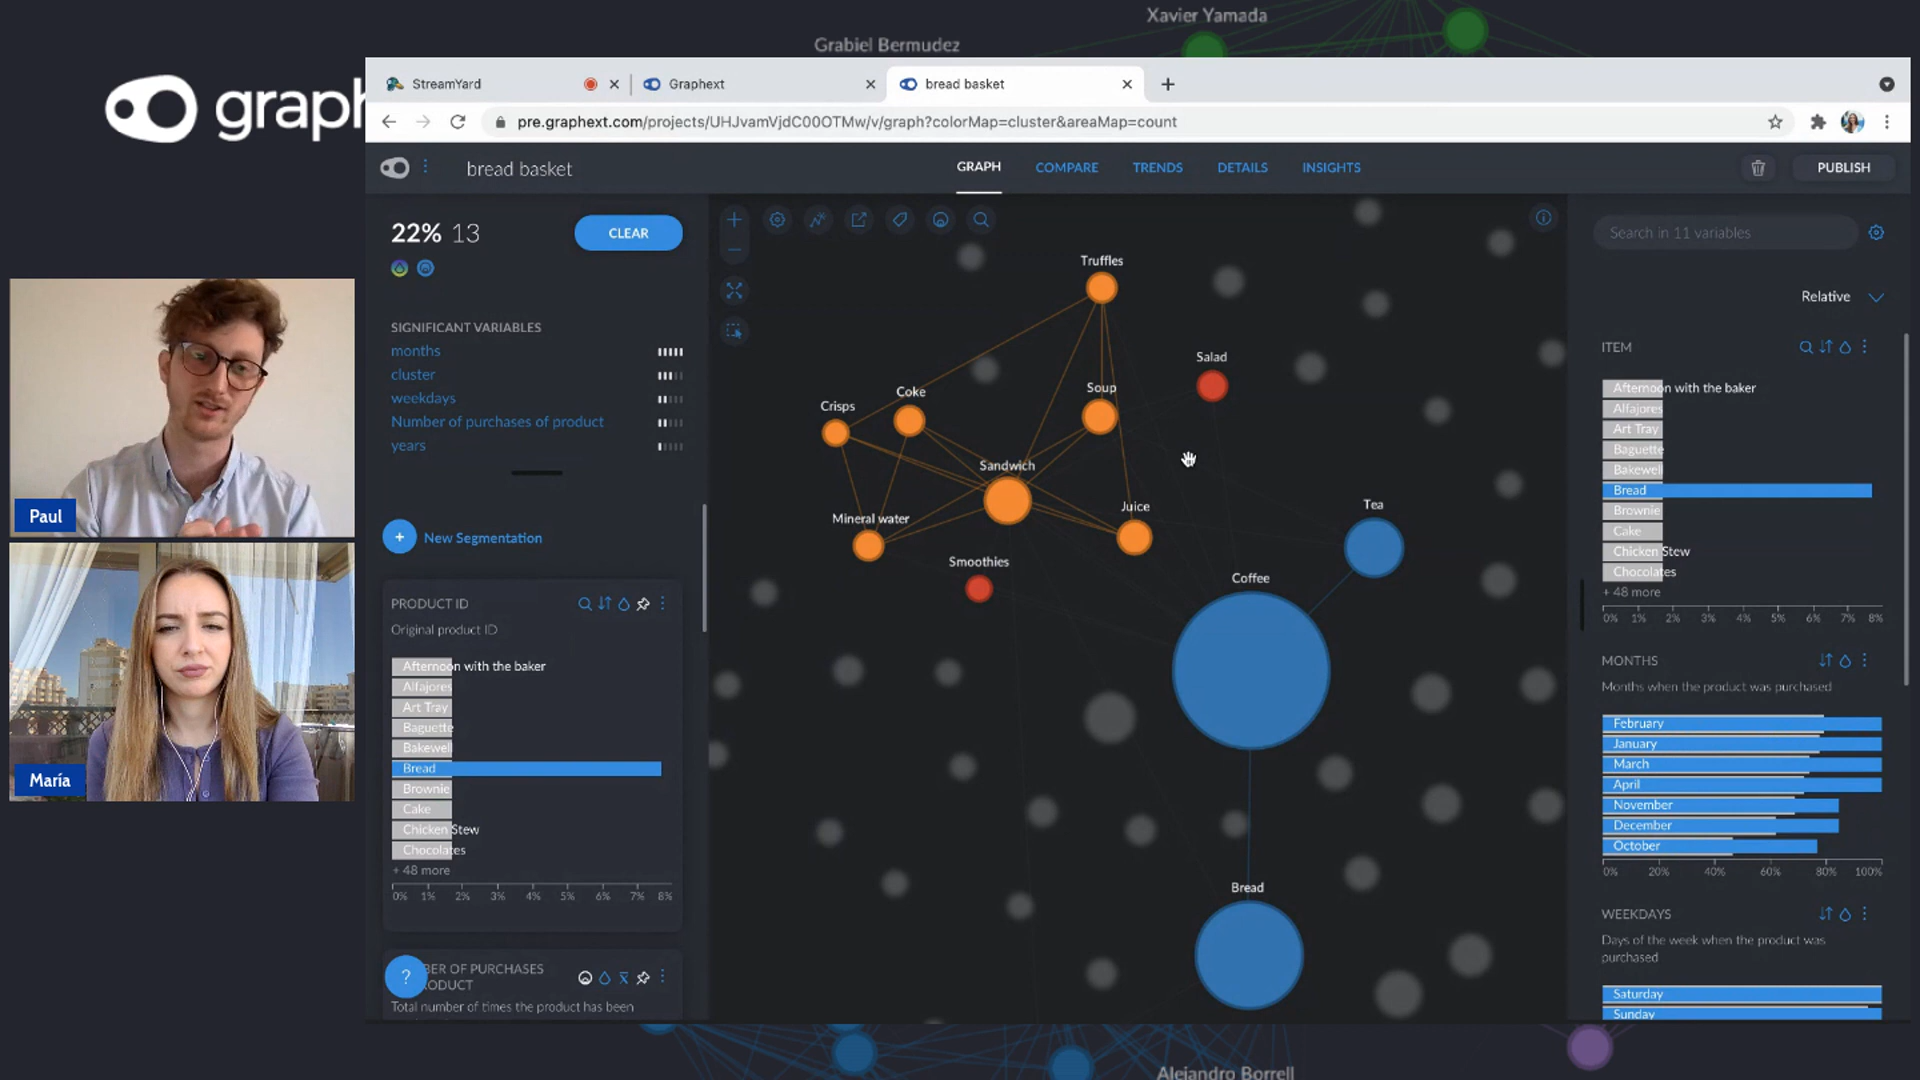 Xavier Yamada
Grabiel Bermudez
graph
StreamYard
Graphext
bread basket
pre.graphext.com/projects/UHJvamVjdC00OTMw/v/graph?colorMap=cluster&areaMap=count
bread basket
GRAPH
COMPARE
TRENDS
DETAILS
INSIGHTS
PUBLISH
22% 13
CLEAR
SIGNIFICANT VARIABLES
months
cluster
weekdays
Number of purchases of product
years
+ New Segmentation
PRODUCT ID
Original product ID
Afternoon with the baker
Alfajores
Art Tray
Baguette
Bakewell
Bread
Brownie
Cake
Chicken Stew
Chocolates
+ 48 more
0% 1% 2% 3% 4% 5% 6% 7% 8%
?
BER OF PURCHASES
ODUCT
Total number of times the product has been
Truffles
Salad
Soup
Coke
Crisps
Sandwich
Juice
Mineral water
Smoothies
Tea
Coffee
Bread
Search in 11 variables
Relative
ITEM
Afternoon with the baker
Alfajores
Art Tray
Baguette
Bakewell
Bread
Brownie
Cake
Chicken Stew
Chocolates
+ 48 more
0% 1% 2% 3% 4% 5% 6% 7% 8%
MONTHS
Months when the product was purchased
February
January
March
April
November
December
October
0% 20% 40% 60% 80% 100%
WEEKDAYS
Days of the week when the product was
purchased
Saturday
Sunday
Paul
María
Alejandro Borrell